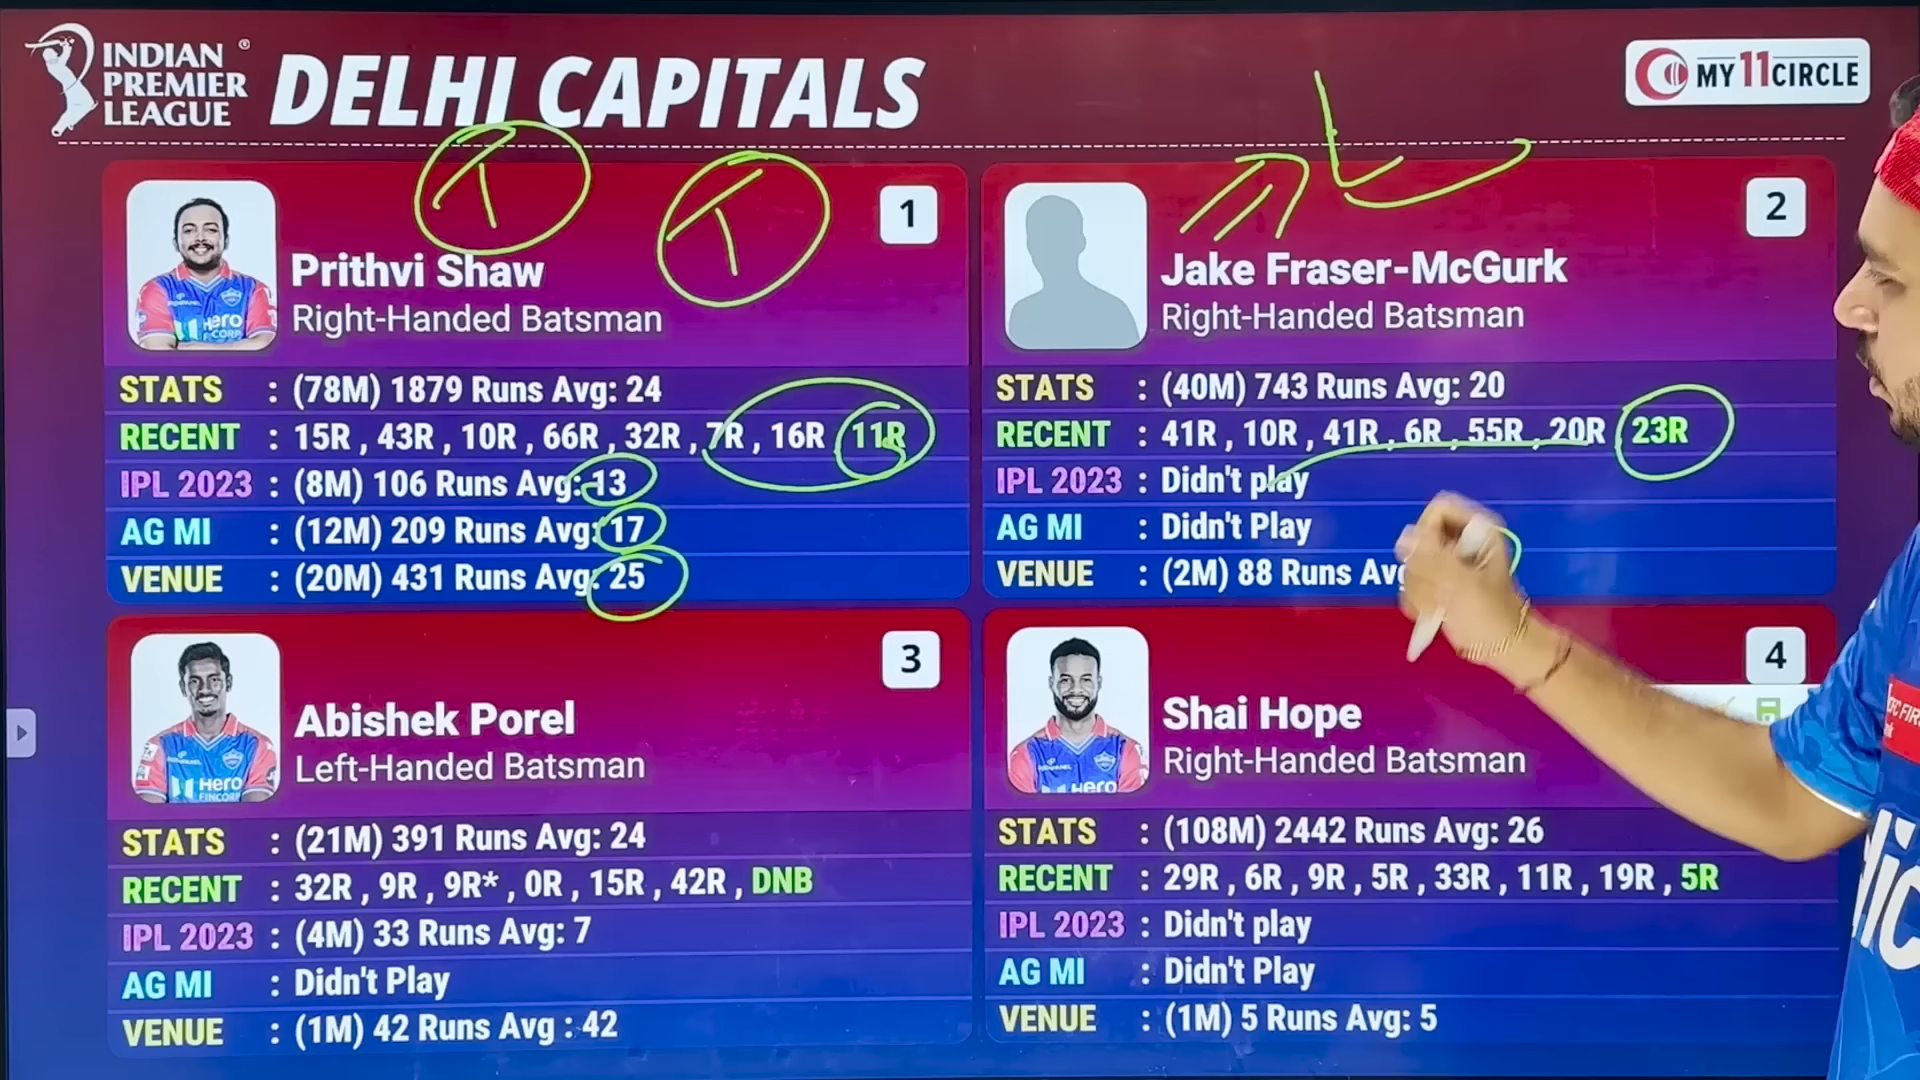 INDIAN
PREMIER
LEAGUE
®
DELHI CAPITALS
MY11CIRCLE
1
Prithvi Shaw
Right-Handed Batsman
STATS : (78M) 1879 Runs Avg: 24
RECENT : 15R , 43R , 10R , 66R , 32R , 7R , 16R 11R
IPL 2023 : (8M) 106 Runs Avg: 13
AG MI : (12M) 209 Runs Avg: 17
VENUE : (20M) 431 Runs Avg: 25
2
Jake Fraser-McGurk
Right-Handed Batsman
STATS : (40M) 743 Runs Avg: 20
RECENT : 41R , 10R , 41R , 6R , 55R , 20R 23R
IPL 2023 : Didn't play
AG MI : Didn't Play
VENUE : (2M) 88 Runs
3
Abishek Porel
Left-Handed Batsman
Hero
FINCORP
STATS : (21M) 391 Runs Avg: 24
RECENT : 32R , 9R , 9R* , 0R , 15R , 42R , DNB
IPL 2023 : (4M) 33 Runs Avg: 7
AG MI : Didn't Play
VENUE : (1M) 42 Runs Avg : 42
4
Shai Hope
Right-Handed Batsman
Hero
STATS : (108M) 2442 Runs Avg: 26
RECENT : 29R , 6R , 9R , 5R , 33R , 11R , 19R , 5R
IPL 2023 : Didn't play
AG MI : Didn't Play
VENUE : (1M) 5 Runs Avg: 5